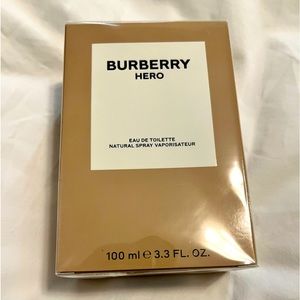 BURBERRY
HERO
EAU DE TOILETTE
NATURAL SPRAY VAPORISATEUR
100 ml ℮ 3.3 FL. OZ.